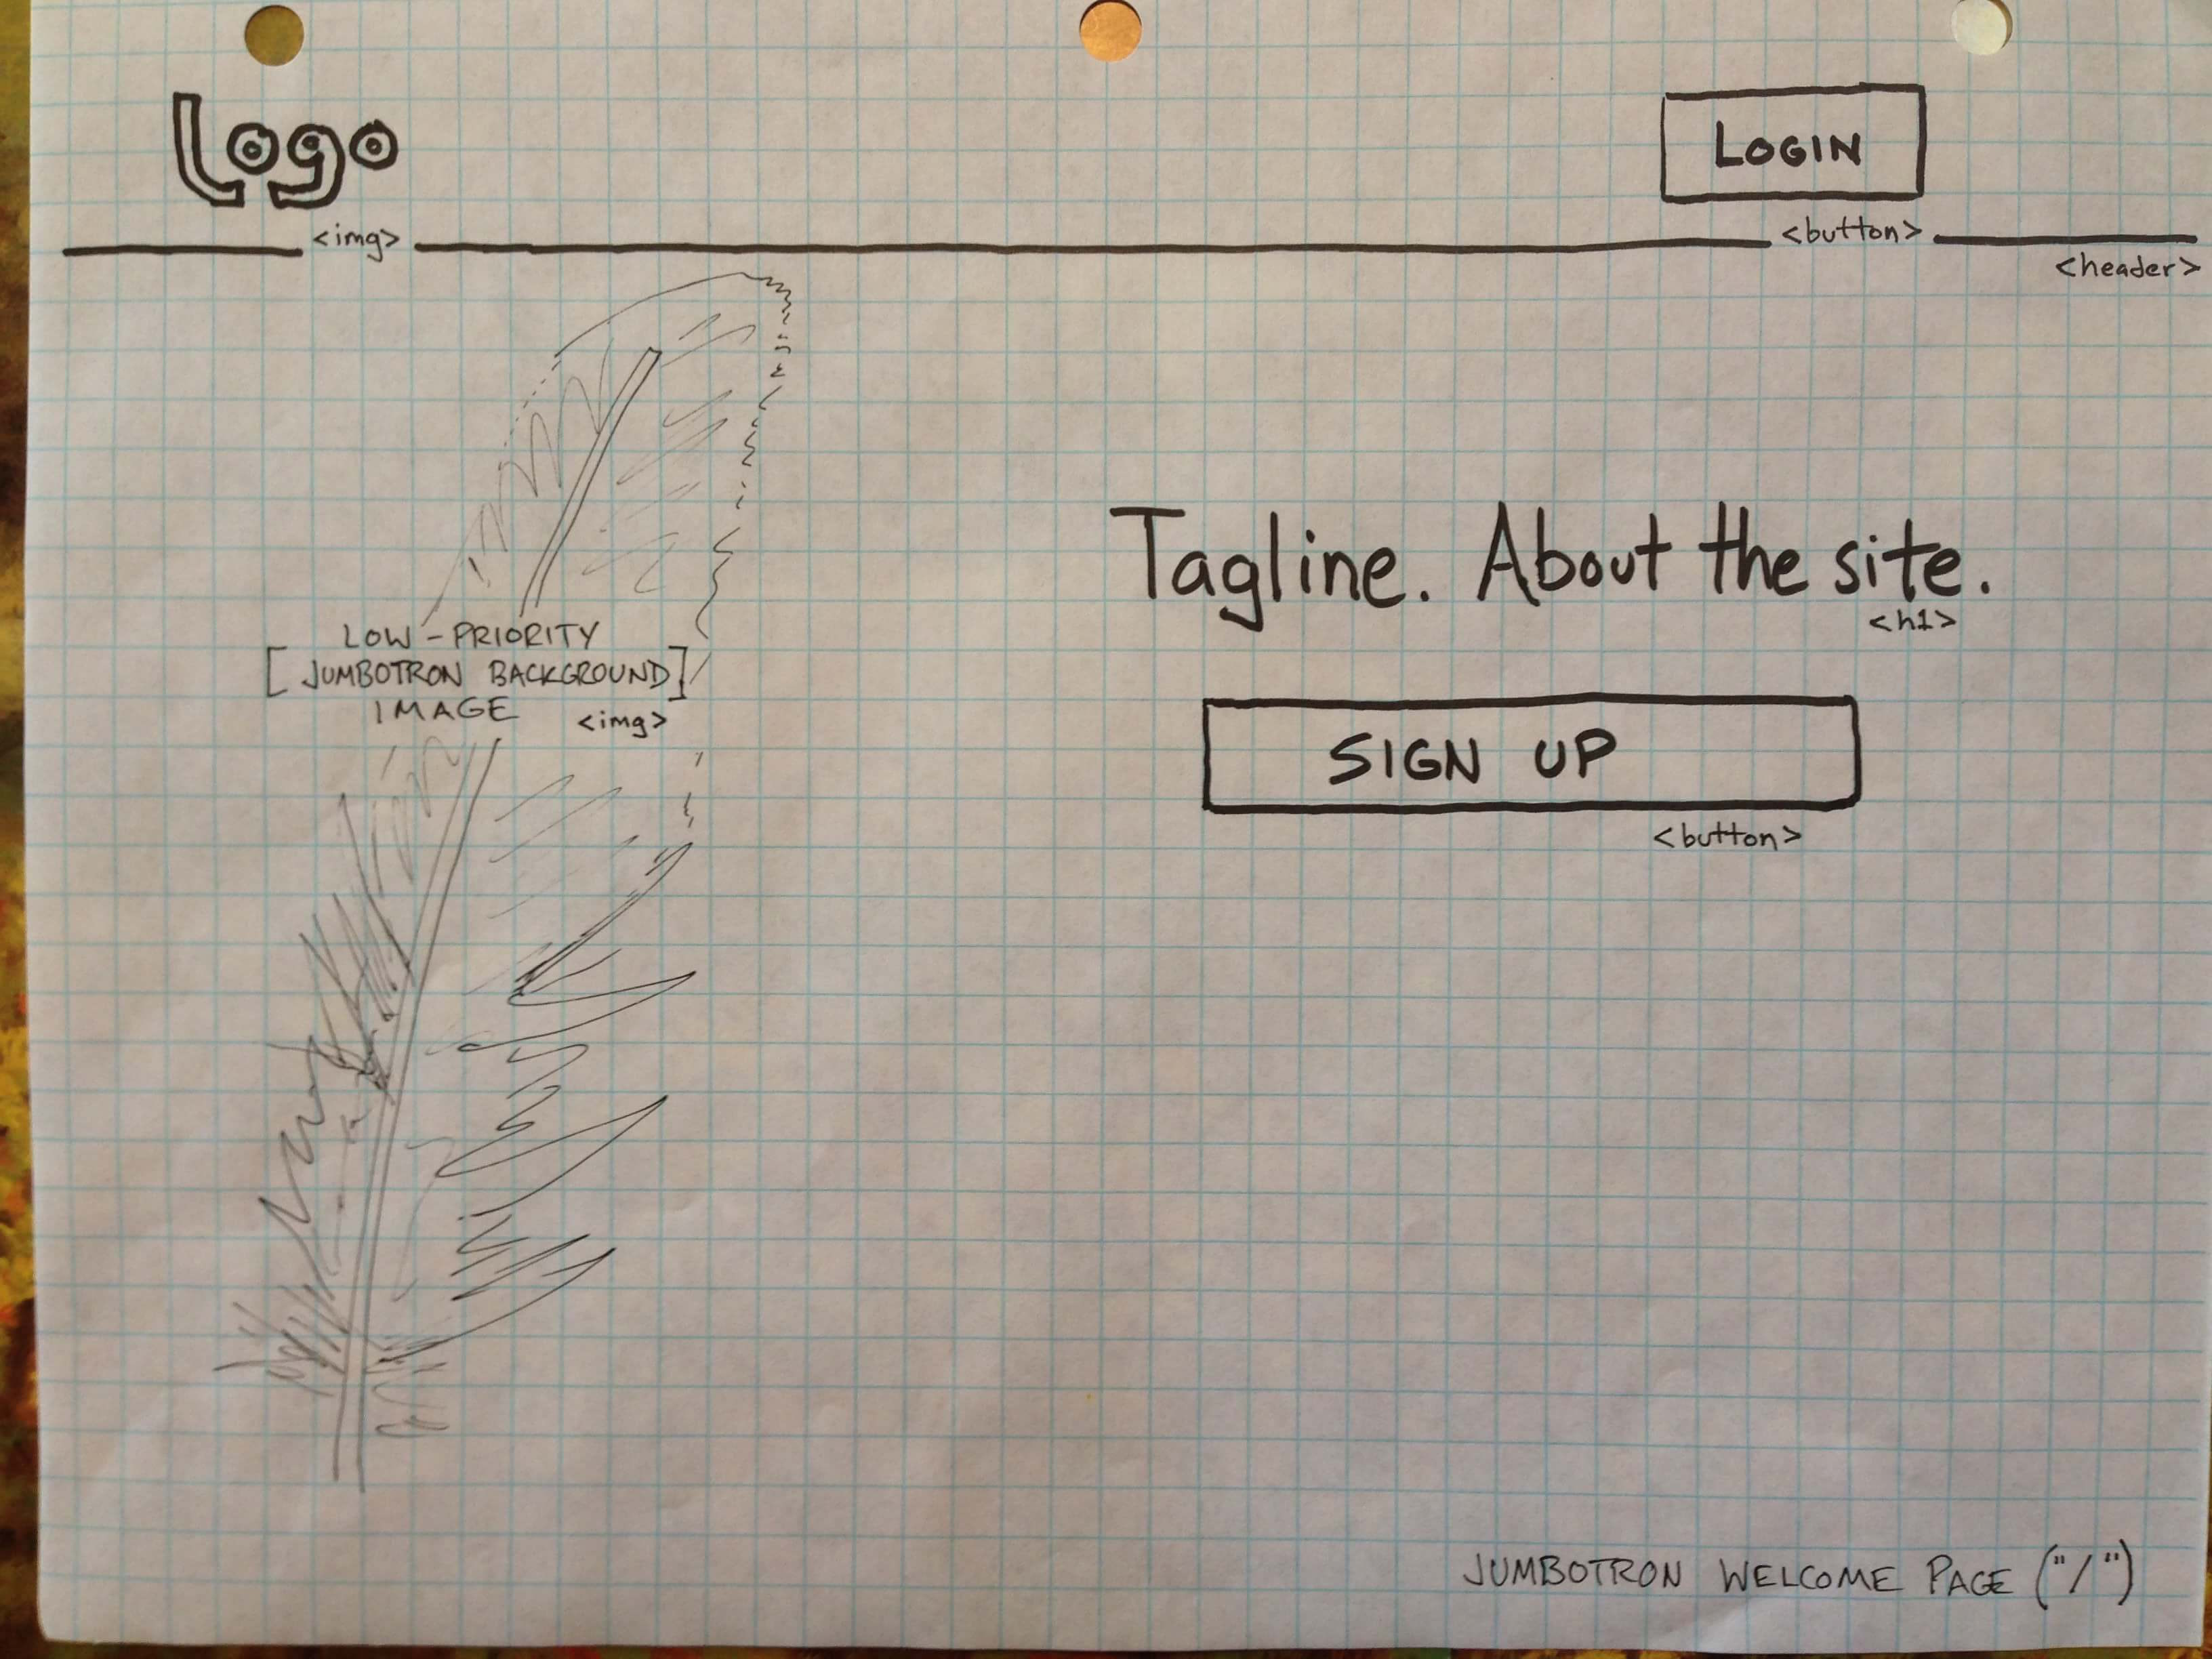 Logo
LOGIN
<img>
<button>
<header>
Tagline. About the site.
<h1>
LOW-PRIORITY
[JUMBOTRON BACKGROUND]
IMAGE <img>
SIGN UP
<button>
JUMBOTRON WELCOME PAGE ("/")